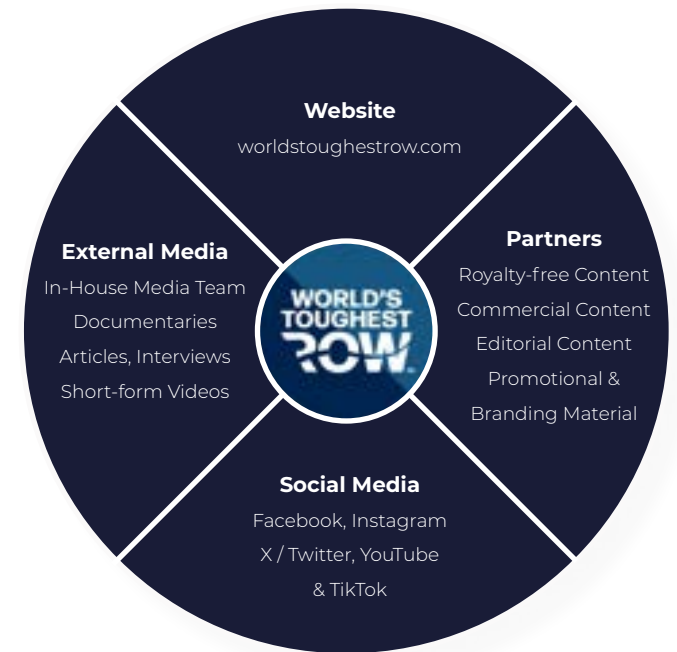 Website
worldstoughestrow.com
External Media
In-House Media Team
Documentaries
Articles, Interviews
Short-form Videos
WORLD'S
TOUGHEST
ROW
Partners
Royalty-free Content
Commercial Content
Editorial Content
Promotional &
Branding Material
Social Media
Facebook, Instagram
X / Twitter, YouTube
& TikTok